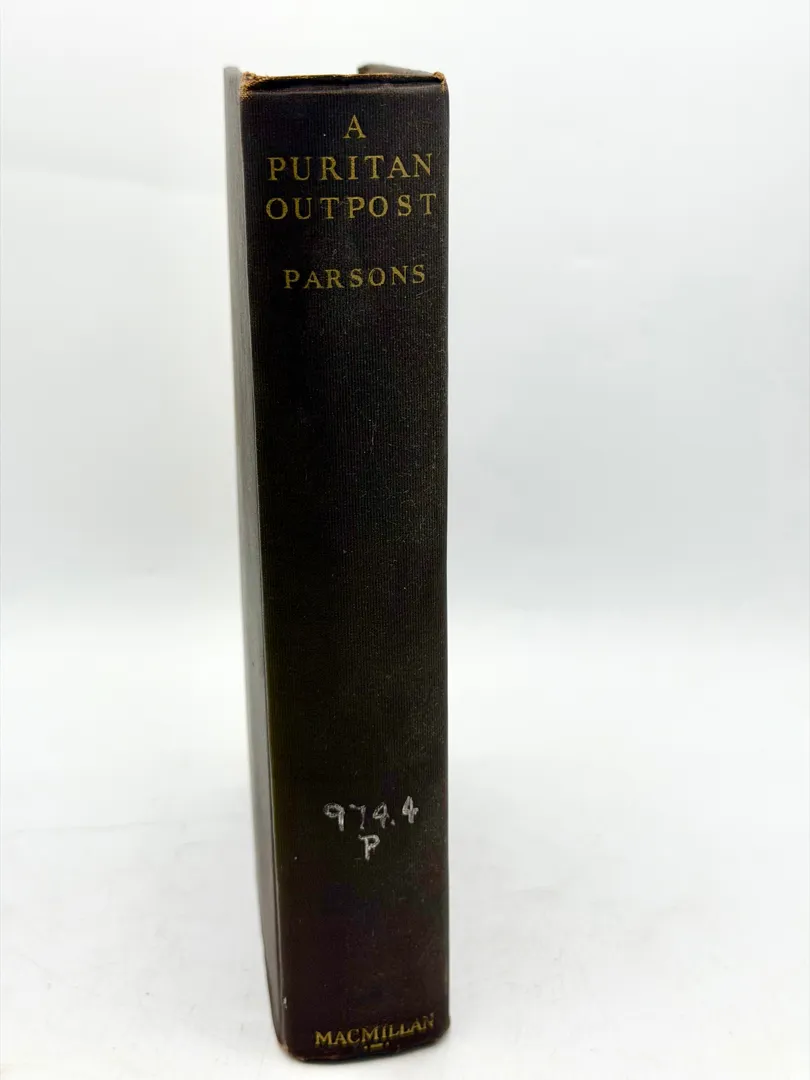 A
PURITAN
OUTPOST
PARSONS
974.4
P
MACMILLAN